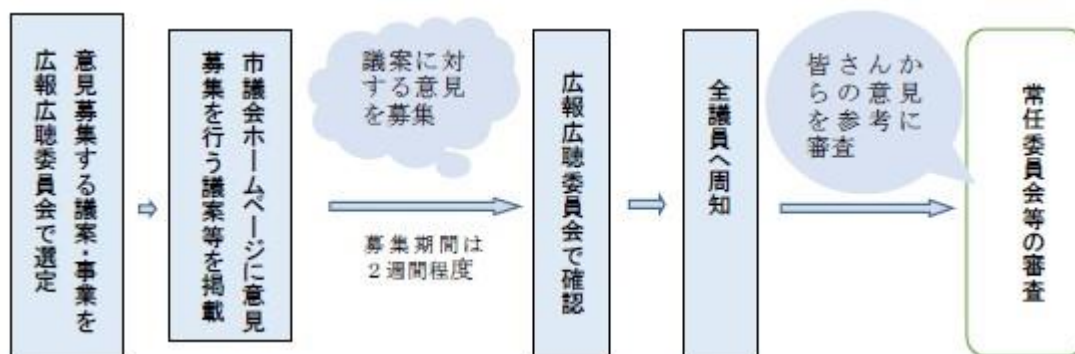 意見募集する議案・事業を
広報広聴委員会で選定
市議会ホームページに意見
募集を行う議案等を掲載
議案に対
する意見
を募集
募集期間は
２週間程度
広報広聴委員会で確認
全議員へ周知
皆さんか
らの意見
を参考に
審査
常任委員会等の審査